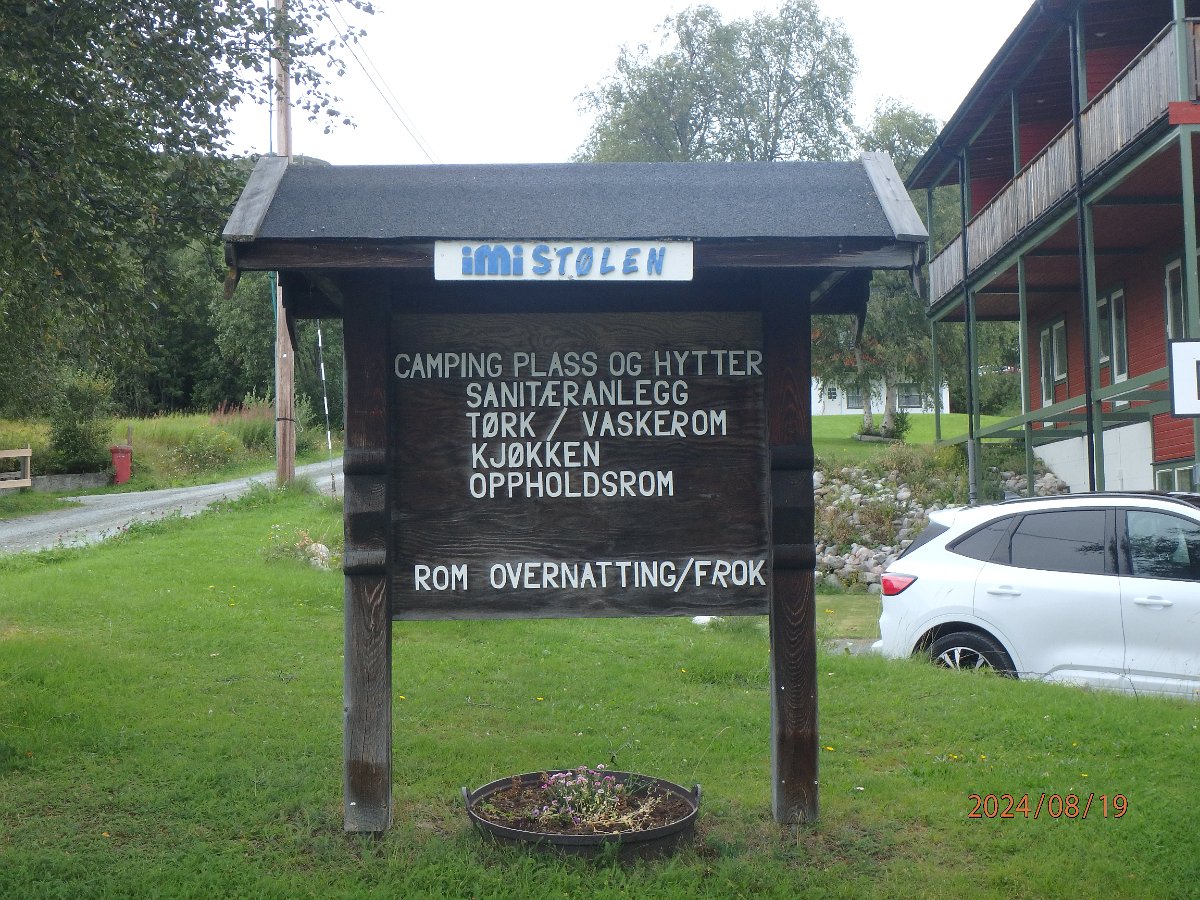 iMi STØLEN
CAMPING PLASS OG HYTTER
SANITÆRANLEGG
TØRK / VASKEROM
KJØKKEN
OPPHOLDSROM
ROM OVERNATTING/FROK
2024/08/19